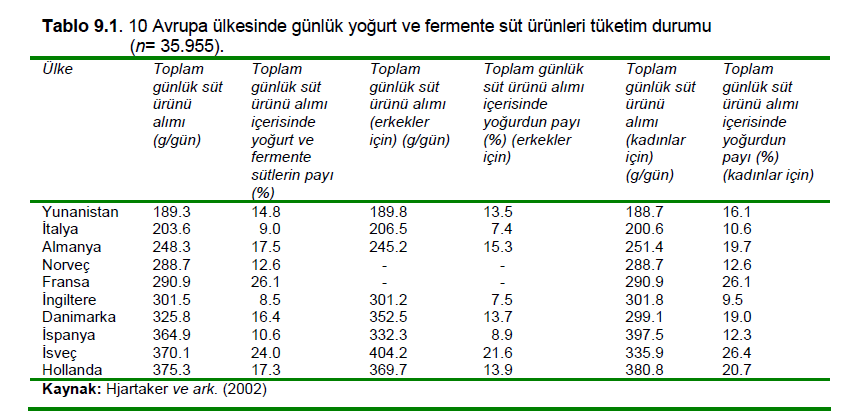 Tablo 9.1. 10 Avrupa ülkesinde günlük yoğurt ve fermente süt ürünleri tüketim durumu
(n= 35.955).
Ülke Toplam günlük süt ürünü alımı (g/gün) Toplam günlük süt ürünü alımı içerisinde yoğurt ve fermente sütlerin payı (%) Toplam günlük süt ürünü alımı (erkekler için) (g/gün) Toplam günlük süt ürünü alımı içerisinde yoğurdun payı (%) (erkekler için) Toplam günlük süt ürünü alımı (kadınlar için) (g/gün) Toplam günlük süt ürünü alımı içerisinde yoğurdun payı (%) (kadınlar için)
Yunanistan 189.3 14.8 189.8 13.5 188.7 16.1
İtalya 203.6 9.0 206.5 7.4 200.6 10.6
Almanya 248.3 17.5 245.2 15.3 251.4 19.7
Norveç 288.7 12.6 - - 288.7 12.6
Fransa 290.9 26.1 - - 290.9 26.1
İngiltere 301.5 8.5 301.2 7.5 301.8 9.5
Danimarka 325.8 16.4 352.5 13.7 299.1 19.0
İspanya 364.9 10.6 332.3 8.9 397.5 12.3
İsveç 370.1 24.0 404.2 21.6 335.9 26.4
Hollanda 375.3 17.3 369.7 13.9 380.8 20.7
Kaynak: Hjartaker ve ark. (2002)